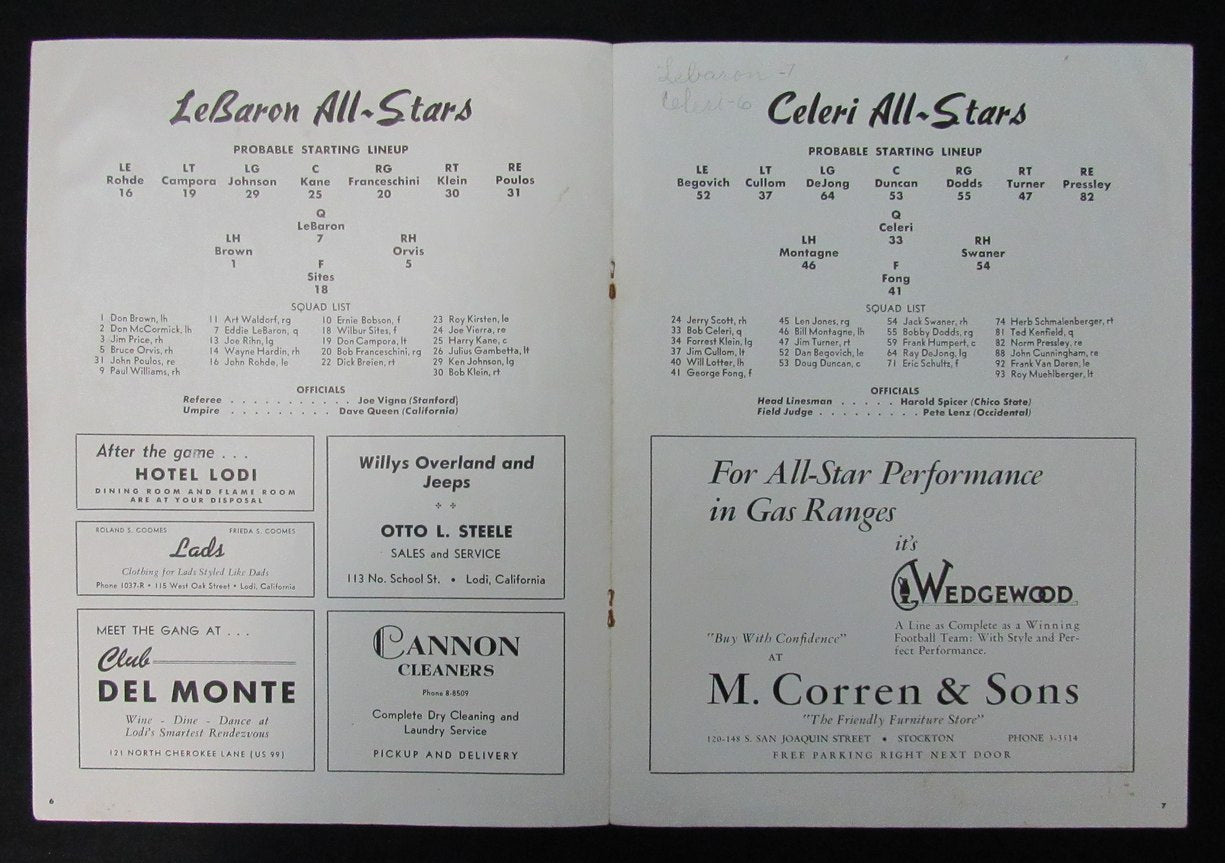 LeBaron All-Stars
PROBABLE STARTING LINEUP
LE LT LG C RG RT RE
Rohde Campora Johnson Kane Franceschini Klein Poulos
16 19 29 25 20 30 31
Q
LeBaron
7
LH RH
Brown Orvis
1 5
F
Sites
18
SQUAD LIST
1 Don Brown, lh 11 Art Waldorf, rg 10 Ernie Bobson, f 23 Roy Kirsten, le
2 Don McCormick, lh 7 Eddie LeBaron, q 18 Wilbur Sites, f 24 Joe Vierra, re
3 Jim Price, rh 13 Joe Rihn, lg 19 Don Campora, lt 25 Harry Kane, c
5 Bruce Orvis, rh 14 Wayne Hardin, rh 20 Bob Franceschini, rg 26 Julius Gambetta, lt
31 John Poulos, re 16 John Rohde, le 22 Dick Breien, rt 29 Ken Johnson, lg
9 Paul Williams, rh 30 Bob Klein, rt
OFFICIALS
Referee . . . . . . . . . . . Joe Vigna (Stanford)
Umpire . . . . . . . . . . . Dave Queen (California)
After the game . . .
HOTEL LODI
DINING ROOM AND FLAME ROOM
ARE AT YOUR DISPOSAL
ROLAND S. COOMES FRIEDA S. COOMES
Lads
Clothing for Lads Styled Like Dads
Phone 1037-R • 115 West Oak Street • Lodi, California
MEET THE GANG AT . . .
Club
DEL MONTE
Wine - Dine - Dance at
Lodi's Smartest Rendezvous
121 NORTH CHEROKEE LANE (US 99)
Willys Overland and
Jeeps
OTTO L. STEELE
SALES and SERVICE
113 No. School St. • Lodi, California
CANNON
CLEANERS
Phone 8-8509
Complete Dry Cleaning and
Laundry Service
PICKUP AND DELIVERY
6
Lebaron -7
Celeri-6
Celeri All-Stars
PROBABLE STARTING LINEUP
LE LT LG C RG RT RE
Begovich Cullom DeJong Duncan Dodds Turner Pressley
52 37 64 53 55 47 82
Q
Celeri
33
LH RH
Montagne Swaner
46 54
F
Fong
41
SQUAD LIST
24 Jerry Scott, rh 45 Len Jones, rg 54 Jack Swaner, rh 74 Herb Schmalenberger, rt
33 Bob Celeri, q 46 Bill Montagne, lh 55 Bobby Dodds, rg 81 Ted Kenfield, q
34 Forrest Klein, lg 47 Jim Turner, rt 59 Frank Humpert, c 82 Norm Pressley, re
37 Jim Cullom, lt 52 Dan Begovich, le 64 Ray DeJong, lg 88 John Cunningham, re
40 Will Lotter, lh 53 Doug Duncan, c 71 Eric Schultz, f 92 Frank Van Deren, le
41 George Fong, f 93 Roy Muehlberger, lt
OFFICIALS
Head Linesman . . . . . Harold Spicer (Chico State)
Field Judge . . . . . . . . . Pete Lenz (Occidental)
For All-Star Performance
in Gas Ranges
it's
WEDGEWOOD
A Line as Complete as a Winning
Football Team: With Style and Per-
fect Performance.
"Buy With Confidence"
AT
M. Corren & Sons
"The Friendly Furniture Store"
120-148 S. SAN JOAQUIN STREET • STOCKTON PHONE 3-3514
FREE PARKING RIGHT NEXT DOOR
7